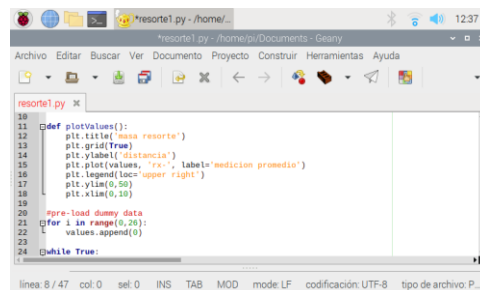 *resorte1.py - /home/...
12:37
*resorte1.py - /home/pi/Documents - Geany
Archivo Editar Buscar Ver Documento Proyecto Construir Herramientas Ayuda
resorte1.py
10
11 def plotValues():
12 plt.title('masa resorte')
13 plt.grid(True)
14 plt.ylabel('distancia')
15 plt.plot(values, 'rx-', label='medicion promedio')
16 plt.legend(loc='upper right')
17 plt.ylim(0,50)
18 plt.xlim(0,10)
19
20 #pre-load dummy data
21 for i in range(0,26):
22 values.append(0)
23
24 while True:
línea: 8 / 47 col: 0 sel: 0 INS TAB MOD mode: LF codificación: UTF-8 tipo de archivo: P...